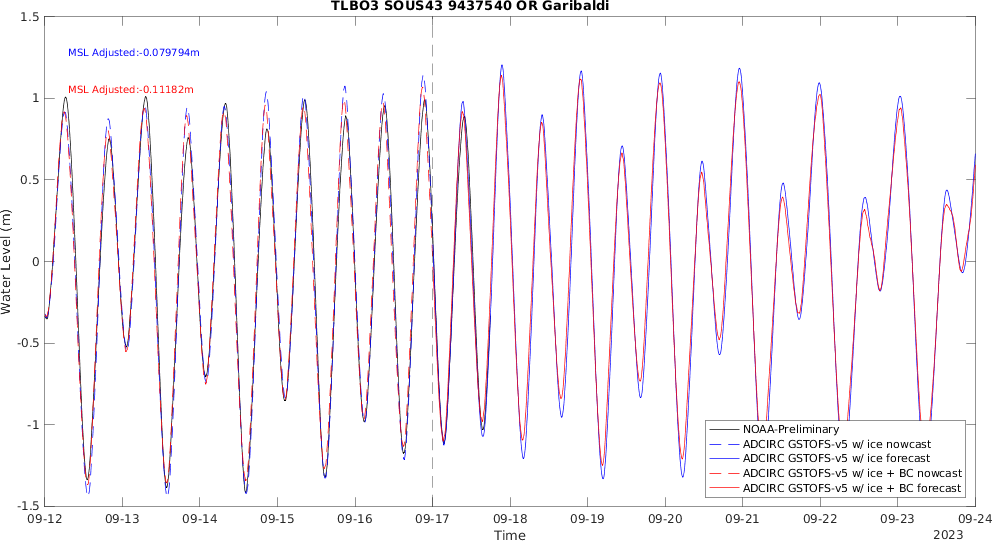 TLBO3 SOUS43 9437540 OR Garibaldi
MSL Adjusted:-0.079794m
MSL Adjusted:-0.11182m
Water Level (m)
1.5
1
0.5
0
-0.5
-1
-1.5
NOAA-Preliminary
ADCIRC GSTOFS-v5 w/ ice nowcast
ADCIRC GSTOFS-v5 w/ ice forecast
ADCIRC GSTOFS-v5 w/ ice + BC nowcast
ADCIRC GSTOFS-v5 w/ ice + BC forecast
09-12 09-13 09-14 09-15 09-16 09-17 09-18 09-19 09-20 09-21 09-22 09-23 09-24
Time
2023